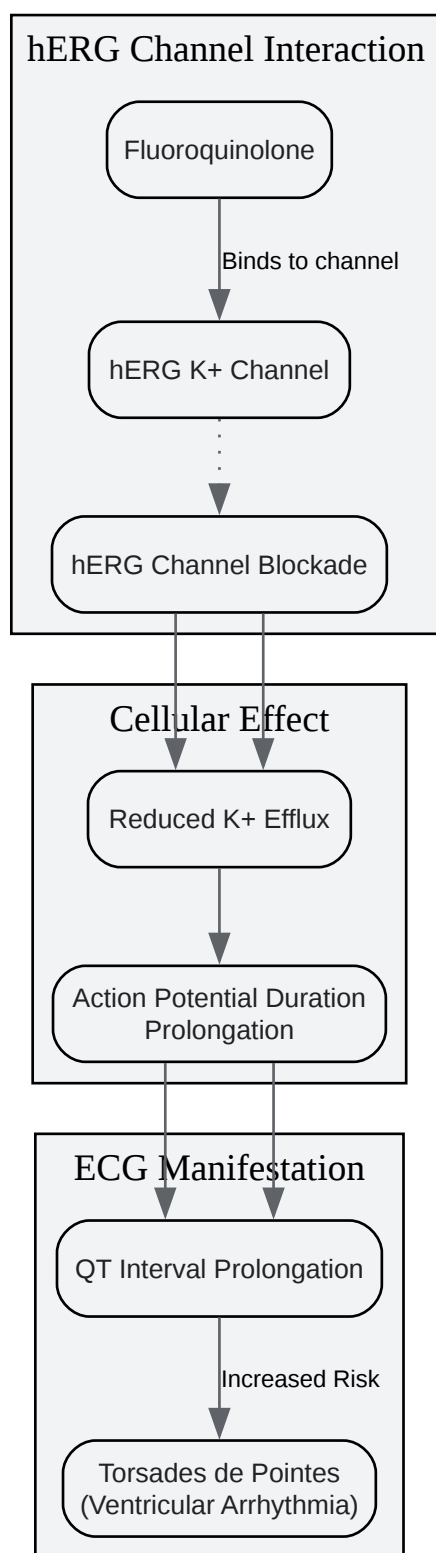 hERG Channel Interaction
Fluoroquinolone
Binds to channel
hERG K+ Channel
hERG Channel Blockade
Cellular Effect
Reduced K+ Efflux
Action Potential Duration
Prolongation
ECG Manifestation
QT Interval Prolongation
Increased Risk
Torsades de Pointes
(Ventricular Arrhythmia)